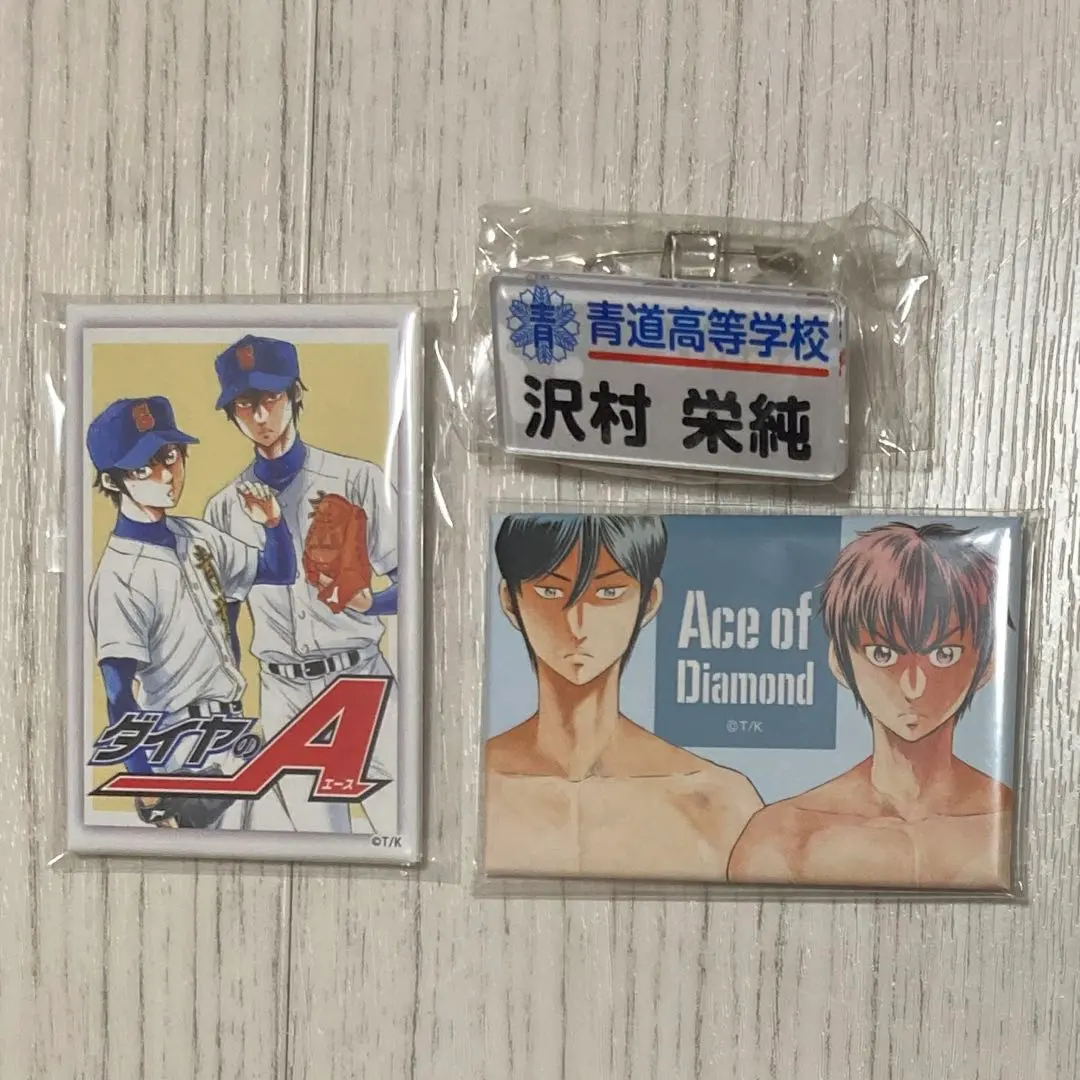 ダイヤのA
エース
©T/K
青
青道高等学校
沢村 栄純
Ace of
Diamond
©T/K